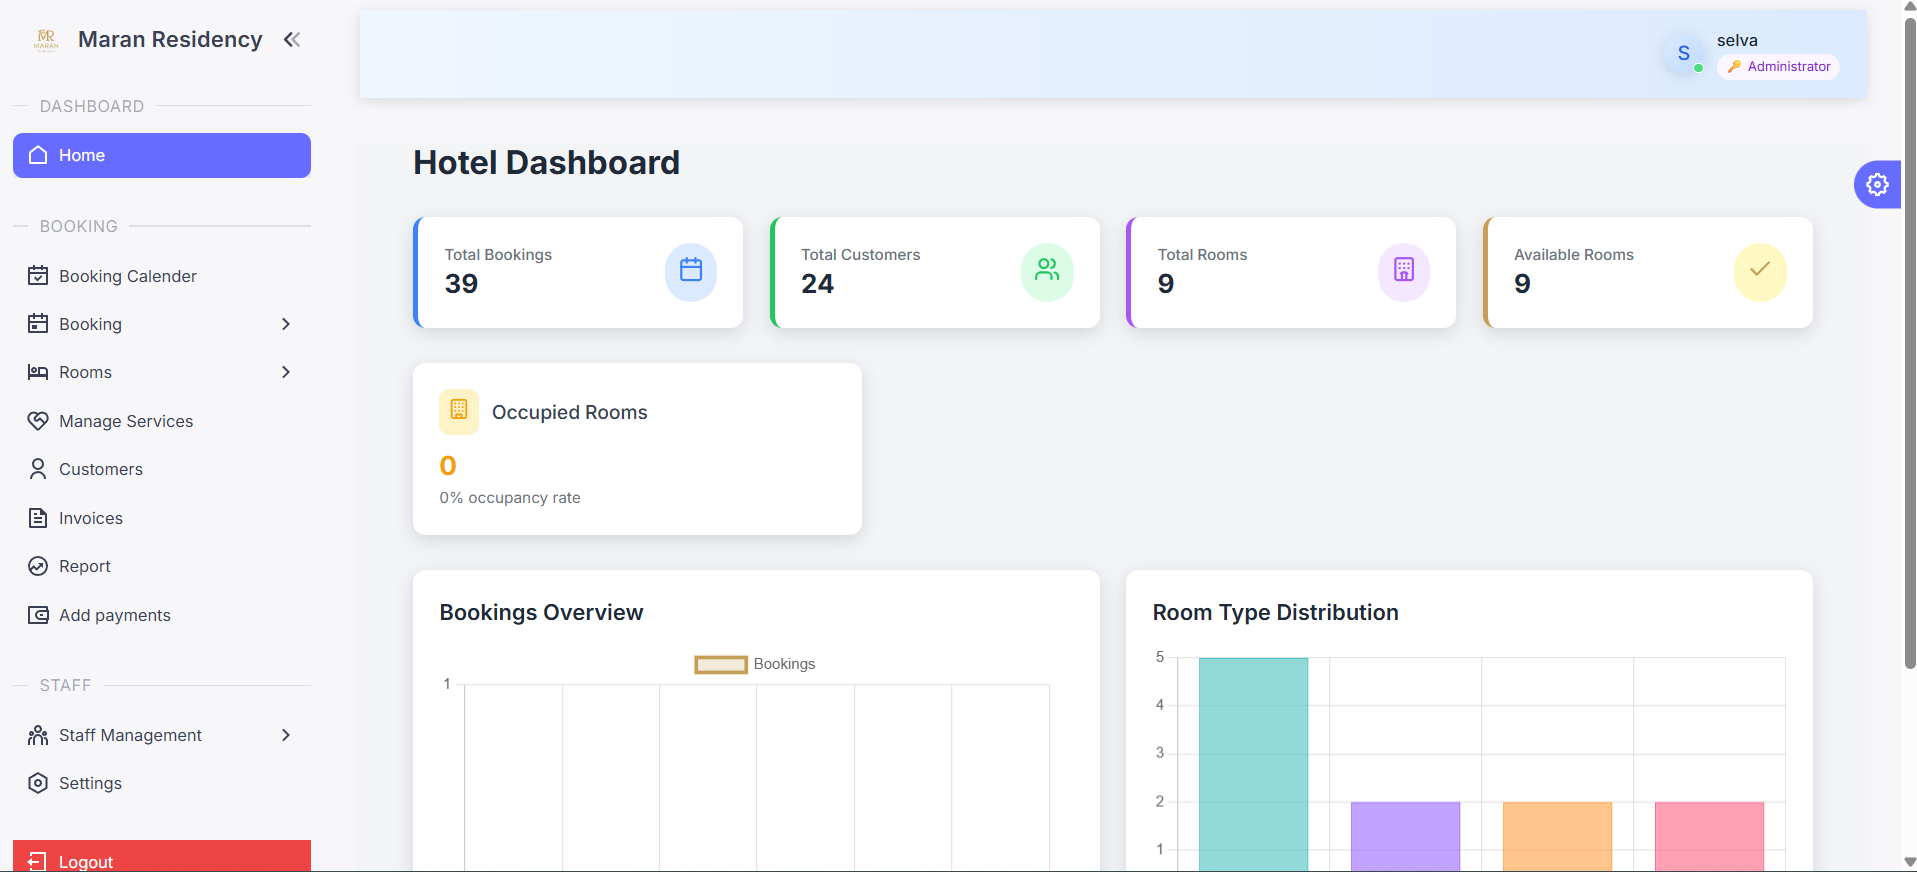 MR
MARAN
Maran Residency
DASHBOARD
Home
BOOKING
Booking Calender
Booking
Rooms
Manage Services
Customers
Invoices
Report
Add payments
STAFF
Staff Management
Settings
Logout
S
selva
Administrator
Hotel Dashboard
Total Bookings
39
Total Customers
24
Total Rooms
9
Available Rooms
9
Occupied Rooms
0
0% occupancy rate
Bookings Overview
Bookings
1
Room Type Distribution
5
4
3
2
1